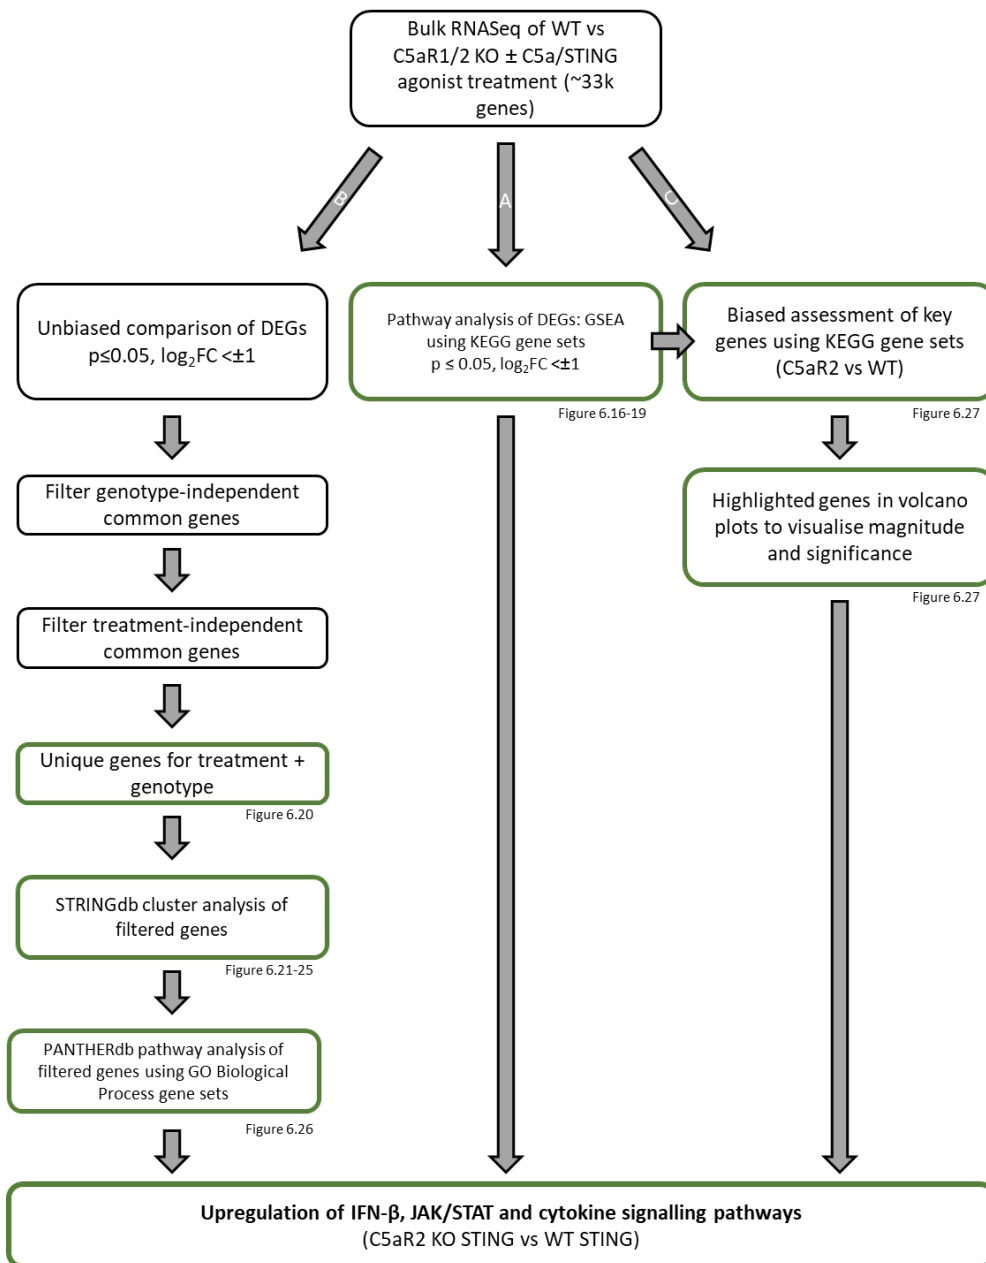 Bulk RNASeq of WT vs
C5aR1/2 KO ± C5a/STING
agonist treatment (~33k
genes)
B
A
C
Unbiased comparison of DEGs
p≤0.05, log₂FC <±1
Filter genotype-independent
common genes
Filter treatment-independent
common genes
Unique genes for treatment +
genotype
Figure 6.20
STRINGdb cluster analysis of
filtered genes
Figure 6.21-25
PANTHERdb pathway analysis of
filtered genes using GO Biological
Process gene sets
Figure 6.26
Pathway analysis of DEGs: GSEA
using KEGG gene sets
p ≤ 0.05, log₂FC <±1
Figure 6.16-19
Biased assessment of key
genes using KEGG gene sets
(C5aR2 vs WT)
Figure 6.27
Highlighted genes in volcano
plots to visualise magnitude
and significance
Figure 6.27
Upregulation of IFN-β, JAK/STAT and cytokine signalling pathways
(C5aR2 KO STING vs WT STING)